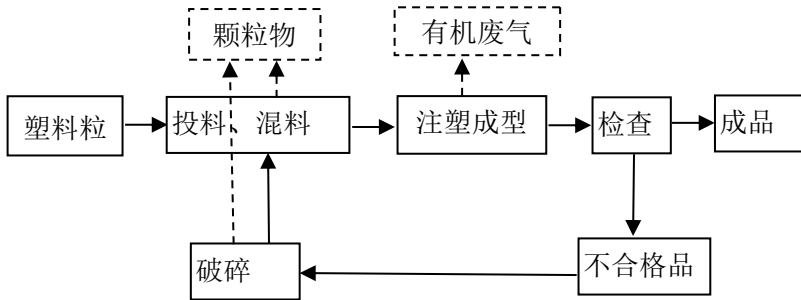 颗粒物
有机废气
塑料粒
投料、混料
注塑成型
检查
成品
破碎
不合格品